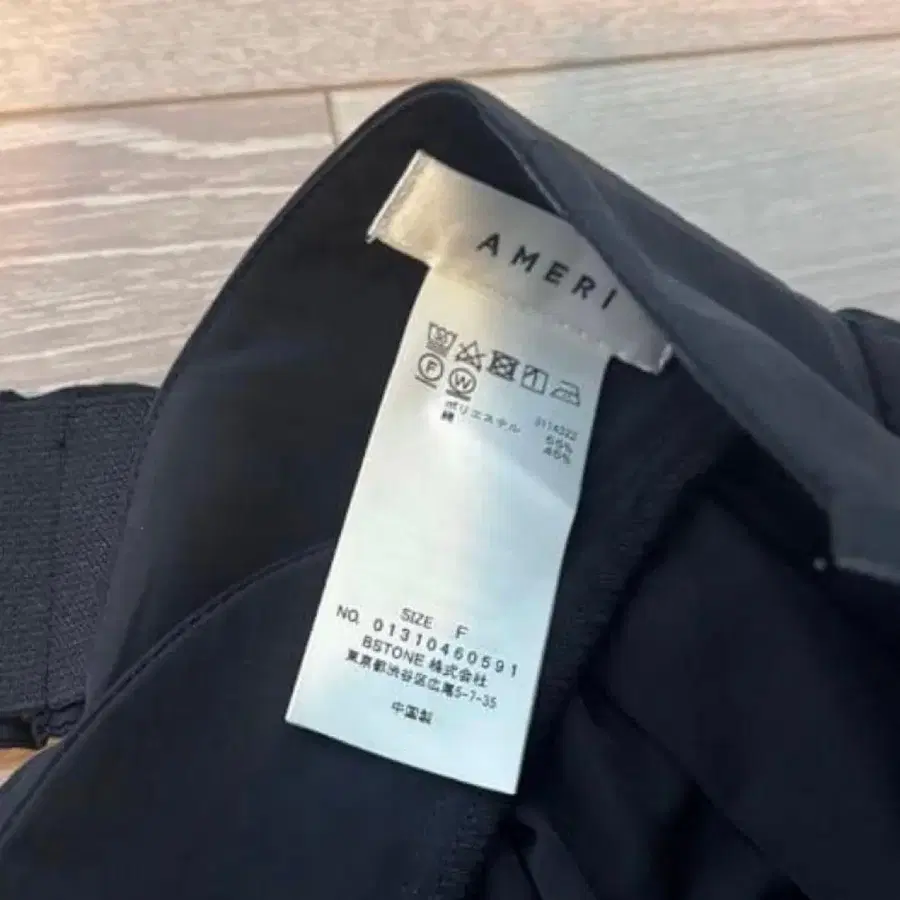 AMERI
F W
0114322
ポリエステル 55%
綿 45%
SIZE F
NO. 01310460591
BSTONE 株式会社
東京都渋谷区広尾5-7-35
中国製